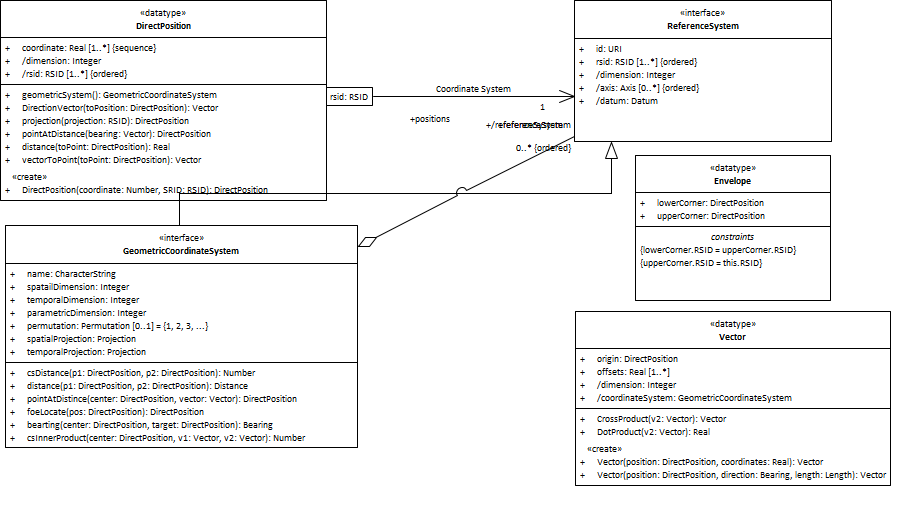 «datatype»
DirectPosition
+ coordinate: Real [1..*] {sequence}
+ /dimension: Integer
+ /rsid: RSID [1..*] {ordered}
+ geometricSystem(): GeometricCoordinateSystem
+ DirectionVector(toPosition: DirectPosition): Vector
+ projection(projection: RSID): DirectPosition
+ pointAtDistance(bearing: Vector): DirectPosition
+ distance(toPoint: DirectPosition): Real
+ vectorToPoint(toPoint: DirectPosition): Vector
«create»
+ DirectPosition(coordinate: Number, SRID: RSID): DirectPosition
rsid: RSID
Coordinate System
1
+positions
+/referenceSystem
0..* {ordered}
«interface»
ReferenceSystem
+ id: URI
+ rsid: RSID [1..*] {ordered}
+ /dimension: Integer
+ /axis: Axis [0..*] {ordered}
+ /datum: Datum
«datatype»
Envelope
+ lowerCorner: DirectPosition
+ upperCorner: DirectPosition
constraints
{lowerCorner.RSID = upperCorner.RSID}
{upperCorner.RSID = this.RSID}
«interface»
GeometricCoordinateSystem
+ name: CharacterString
+ spatailDimension: Integer
+ temporalDimension: Integer
+ parametricDimension: Integer
+ permutation: Permutation [0..1] = {1, 2, 3, ...}
+ spatialProjection: Projection
+ temporalProjection: Projection
+ csDistance(p1: DirectPosition, p2: DirectPosition): Number
+ distance(p1: DirectPosition, p2: DirectPosition): Distance
+ pointAtDistince(center: DirectPosition, vector: Vector): DirectPosition
+ foeLocate(pos: DirectPosition): DirectPosition
+ bearting(center: DirectPosition, target: DirectPosition): Bearing
+ csInnerProduct(center: DirectPosition, v1: Vector, v2: Vector): Number
«datatype»
Vector
+ origin: DirectPosition
+ offsets: Real [1..*]
+ /dimension: Integer
+ /coordinateSystem: GeometricCoordinateSystem
+ CrossProduct(v2: Vector): Vector
+ DotProduct(v2: Vector): Real
«create»
+ Vector(position: DirectPosition, coordinates: Real): Vector
+ Vector(position: DirectPosition, direction: Bearing, length: Length): Vector